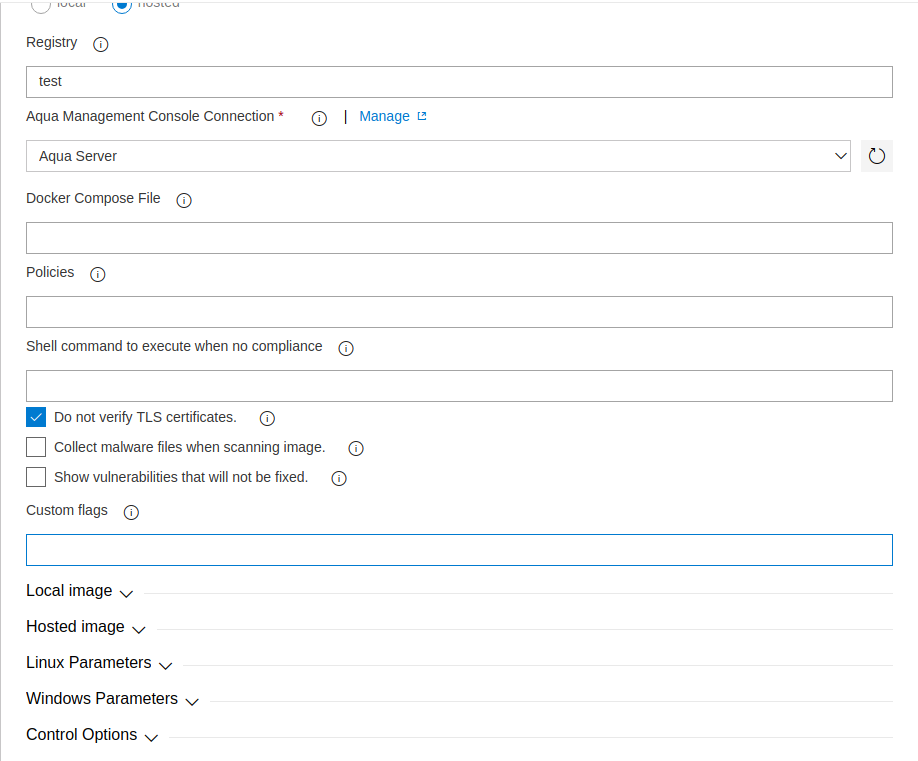 local hosted
Registry
test
Aqua Management Console Connection * | Manage
Aqua Server
Docker Compose File
Policies
Shell command to execute when no compliance
Do not verify TLS certificates.
Collect malware files when scanning image.
Show vulnerabilities that will not be fixed.
Custom flags
Local image
Hosted image
Linux Parameters
Windows Parameters
Control Options